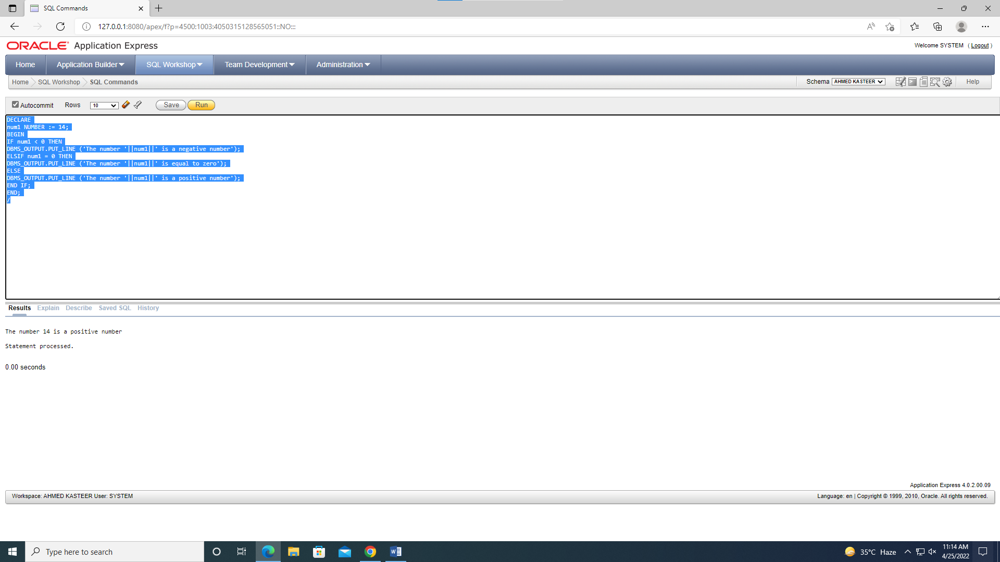 SQL Commands
127.0.0.1:8080/apex/f?p=4500:1003:4050315128565051::NO:::
ORACLE Application Express
Welcome SYSTEM ( Logout )
Home Application Builder SQL Workshop Team Development Administration
Home SQL Workshop SQL Commands Schema AHMED KASTEER Help
Autocommit Rows 10 Save Run
DECLARE
num1 NUMBER := 14;
BEGIN
IF num1 < 0 THEN
DBMS_OUTPUT.PUT_LINE ('The number '||num1||' is a negative number');
ELSIF num1 = 0 THEN
DBMS_OUTPUT.PUT_LINE ('The number '||num1||' is equal to zero');
ELSE
DBMS_OUTPUT.PUT_LINE ('The number '||num1||' is a positive number');
END IF;
END;
/
Results Explain Describe Saved SQL History
The number 14 is a positive number
Statement processed.
0.00 seconds
Application Express 4.0.2.00.09
Workspace: AHMED KASTEER User: SYSTEM Language: en | Copyright © 1999, 2010, Oracle. All rights reserved.
Type here to search
35°C Haze
11:14 AM
4/25/2022